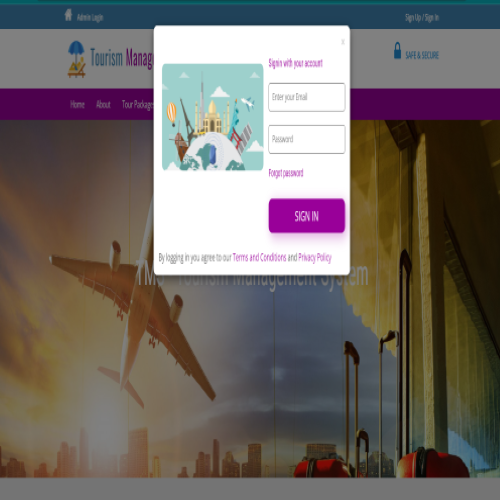 Admin Login
Sign Up / Sign In
Tourism Manag
SAFE & SECURE
Home About Tour Package
×
Signin with your account
Enter your Email
Password
Forgot password
SIGN IN
By logging in you agree to our Terms and Conditions and Privacy Policy
Tourism Management System